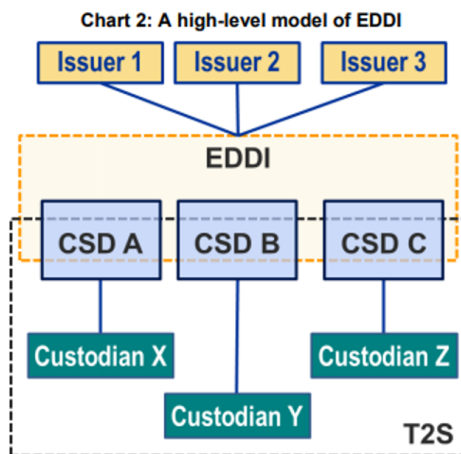 Chart 2: A high-level model of EDDI
Issuer 1 Issuer 2 Issuer 3
EDDI
CSD A CSD B CSD C
Custodian X Custodian Z
Custodian Y
T2S